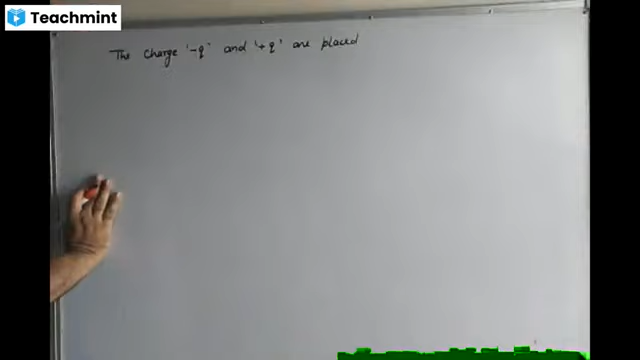 Teachmint
The Charge '-q' and '+q' are placed